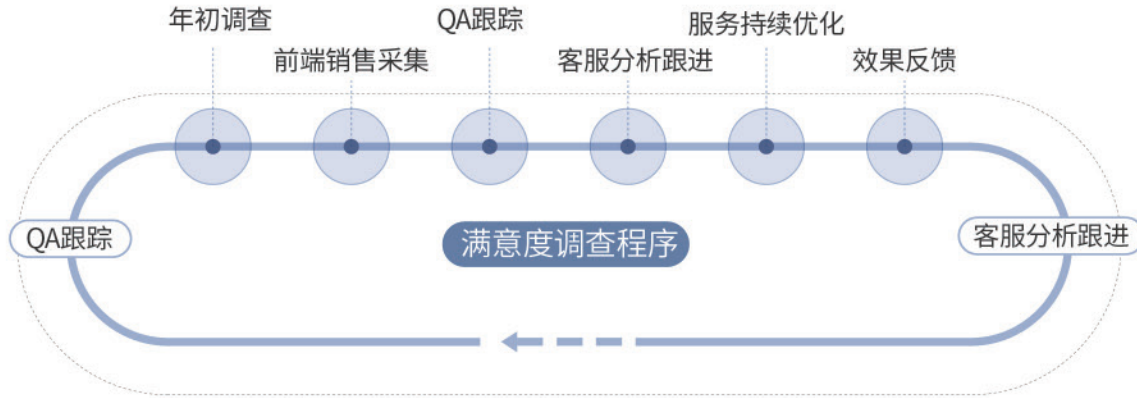 年初调查
QA跟踪
服务持续优化
前端销售采集
客服分析跟进
效果反馈
QA跟踪
满意度调查程序
客服分析跟进